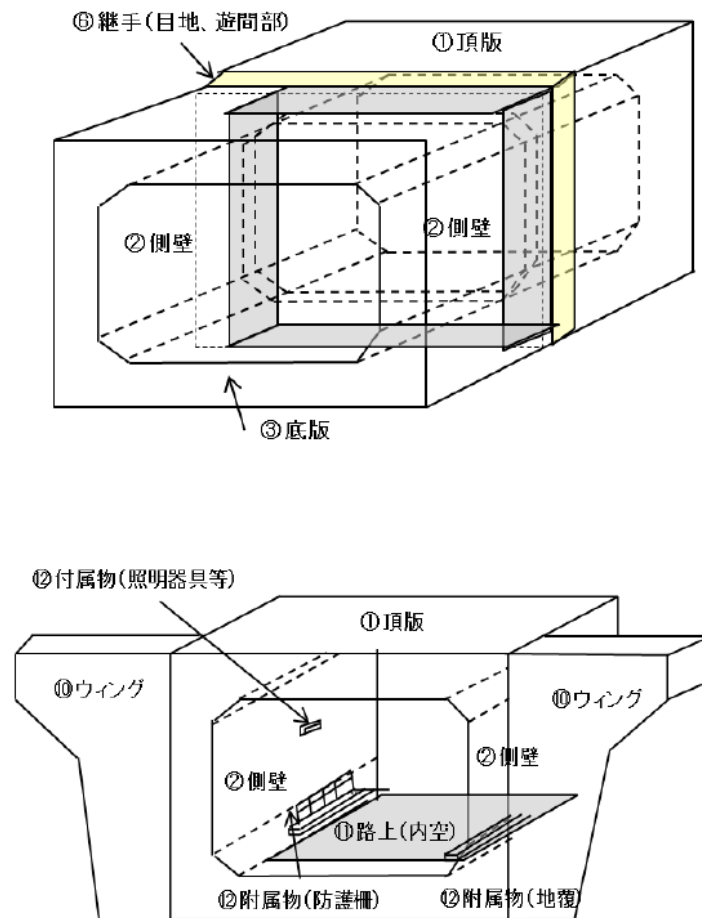 ⑥継手(目地、遊間部)
①頂版
②側壁
②側壁
③底版
⑫付属物(照明器具等)
①頂版
⑩ウィング
⑩ウィング
②側壁
②側壁
⑪路上(内空)
⑫附属物(防護柵)
⑫附属物(地覆)